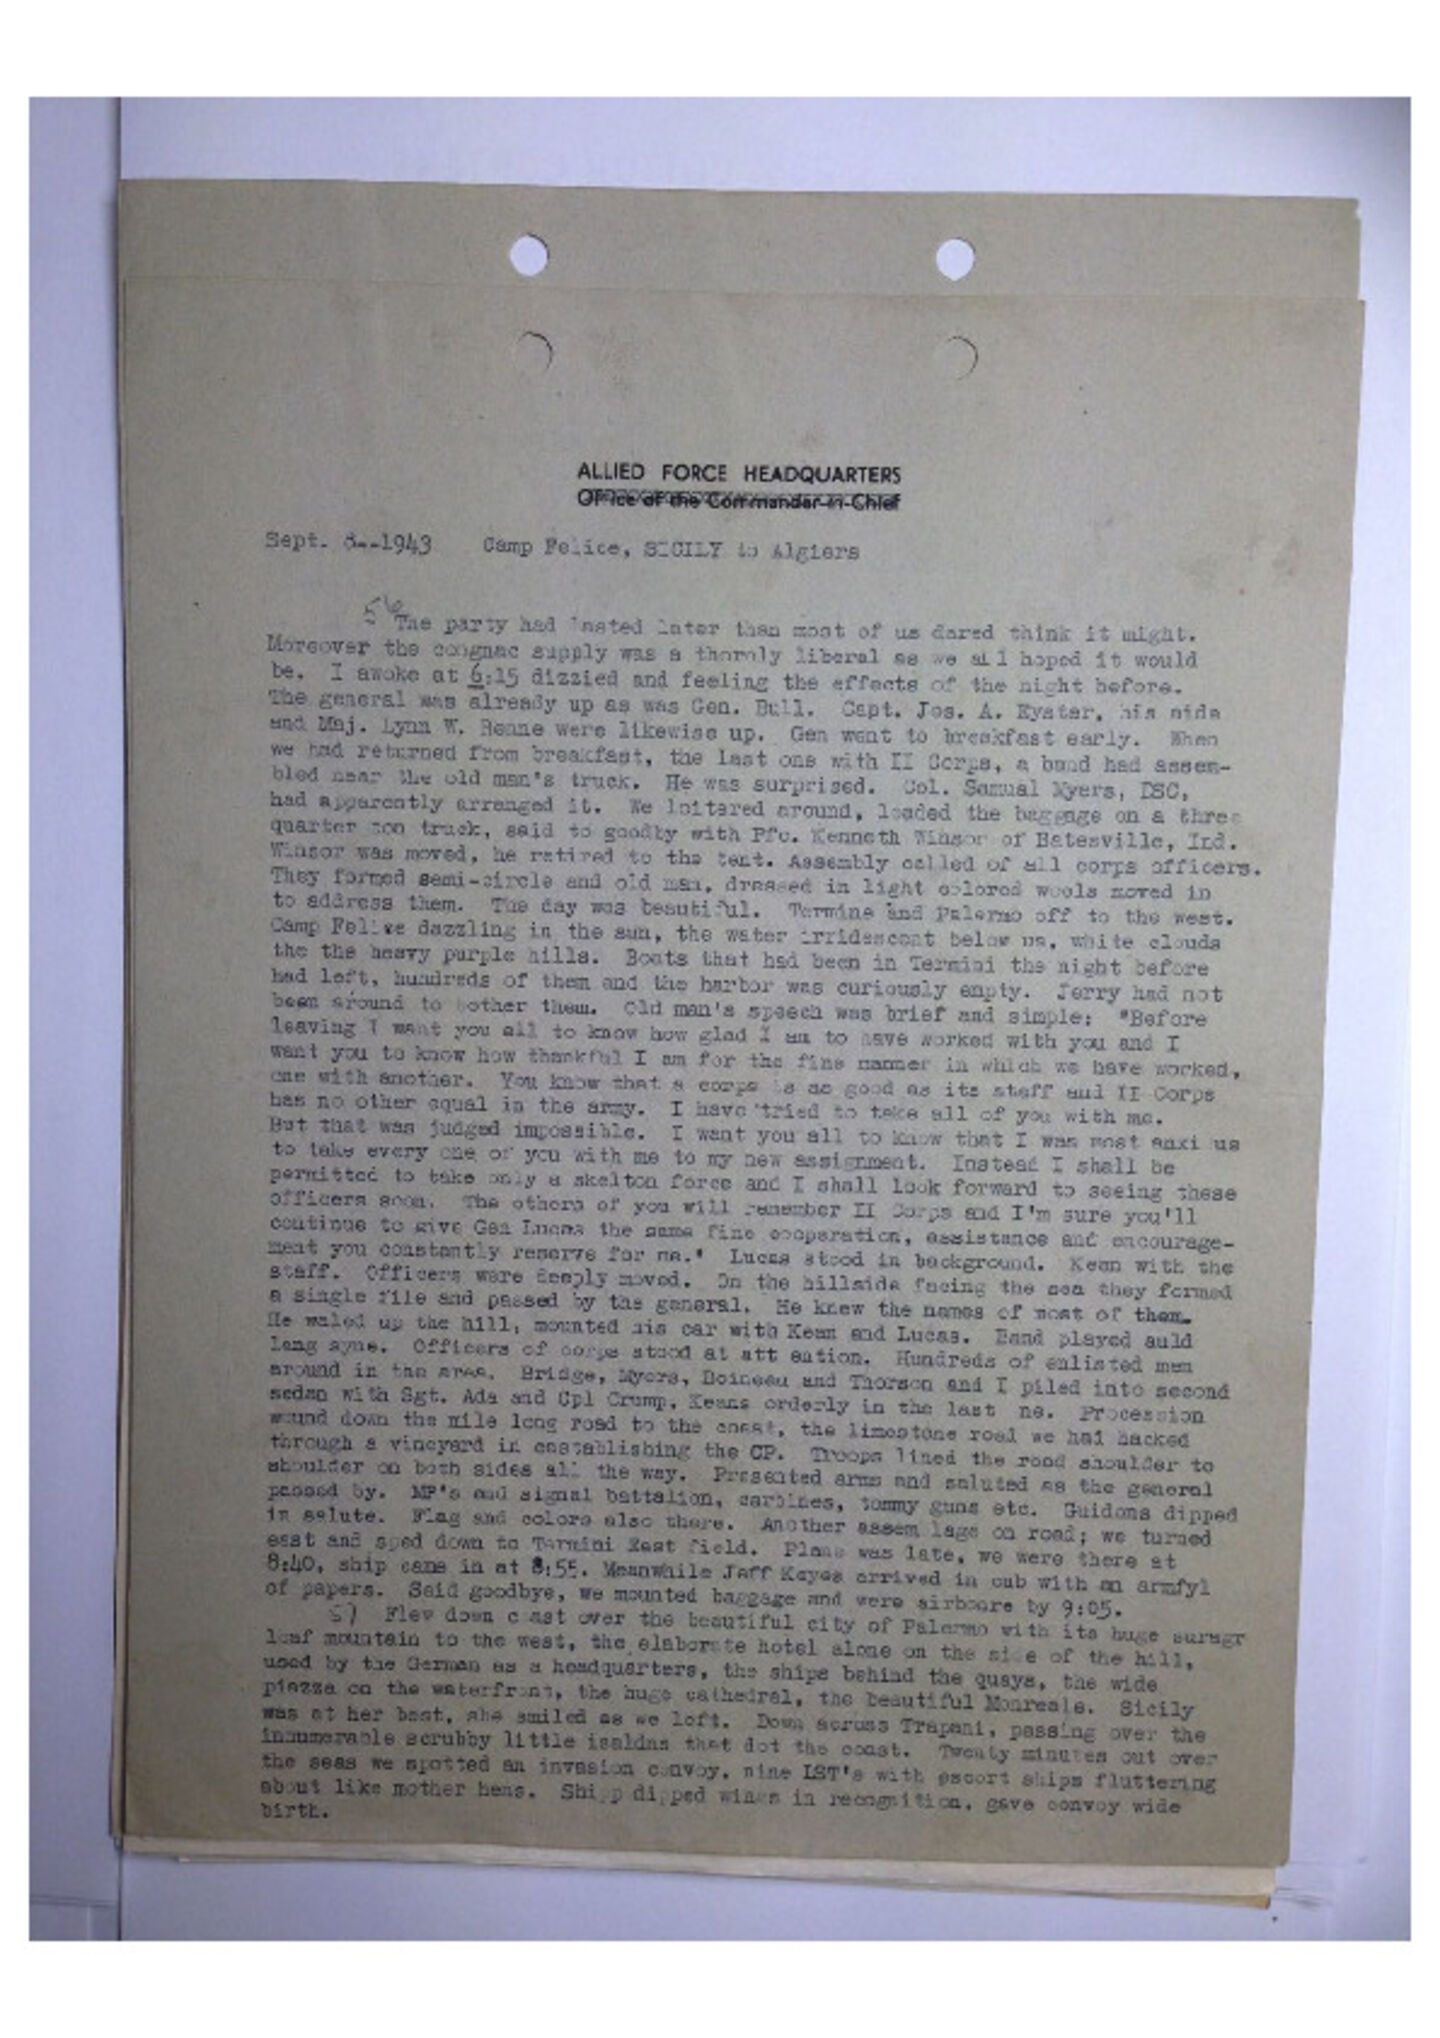 ALLIED FORCE HEADQUARTERS
Office of the Commander-in-Chief
Sept. 8--1943 Camp Felice, SICILY to Algiers
56
The party had lasted later than most of us dared think it might.
Moreover the congnac supply was a thornly liberal as we all hoped it would
be. I awoke at 6:15 dizzied and feeling the effects of the night before.
The general was already up as was Gen. Bull. Capt. Jos. A. Eyster, his aide
and Maj. Lynn W. Renne were likewise up. Gen went to breakfast early. When
we had returned from breakfast, the last one with II Corps, a band had assem-
bled near the old man's truck. He was surprised. Col. Samual Myers, DSC,
had apparently arranged it. We loitered around, loaded the baggage on a three
quarter ton truck, said to goodby with Pfc. Kenneth Winsor of Batesville, Ind.
Winsor was moved, he retired to the tent. Assembly called of all corps officers.
They formed semi-circle and old man, dressed in light colored wools moved in
to address them. The day was beautiful. Termine and Palermo off to the west.
Camp Felice dazzling in the sun, the water irridescent below us, white clouds
the the heavy purple hills. Boats that had been in Termini the night before
had left, hundreds of them and the harbor was curiously empty. Jerry had not
been around to bother them. Old man's speech was brief and simple: "Before
leaving I want you all to know how glad I am to have worked with you and I
want you to know how thankful I am for the fine manner in which we have worked,
one with another. You know that a corps is as good as its staff and II Corps
has no other equal in the army. I have tried to take all of you with me.
But that was judged impossible. I want you all to know that I was most anxi us
to take every one of you with me to my new assignment. Instead I shall be
permitted to take only a skelton force and I shall look forward to seeing these
officers soon. The others of you will remember II Corps and I'm sure you'll
continue to give Gen Lucas the same fine cooperation, assistance and encourage-
ment you constantly reserve for me." Lucas stood in background. Kean with the
staff. Officers were deeply moved. On the hillside facing the sea they formed
a single file and passed by the general. He knew the names of most of them.
He waled up the hill, mounted his car with Kean and Lucas. Band played auld
lang syne. Officers of corps stood at att ention. Hundreds of enlisted men
around in the area. Bridge, Myers, Boineau and Thorson and I piled into second
sedan with Sgt. Ada and Cpl Crump, Keans orderly in the last ne. Procession
wound down the mile long road to the coast, the limestone road we had hacked
through a vineyard in eastablishing the CP. Troops lined the road shoulder to
shoulder on both sides all the way. Presented arms and saluted as the general
passed by. MP's and signal battalion, carbines, tommy guns etc. Guidons dipped
in salute. Flag and colors also there. Another assem lage on road; we turned
east and sped down to Termini East field. Plane was late, we were there at
8:40, ship came in at 8:55. Meanwhile Jeff Keyes arrived in cub with an armfyl
of papers. Said goodbye, we mounted baggage and were airboare by 9:05.
57 Flew down coast over the beautiful city of Palermo with its huge suragr
loaf mountain to the west, the elaborate hotel alone on the side of the hill,
used by the German as a headquarters, the ships behind the quays, the wide
piazza on the waterfront, the huge cathedral, the beautiful Monreale. Sicily
was at her best, she smiled as we left. Down across Trapani, passing over the
innumerable scrubby little isaldns that dot the coast. Twenty minutes out over
the seas we spotted an invasion convoy, nine LST's with escort ships fluttering
about like mother hens. Ship dipped wings in recognition, gave convoy wide
birth.